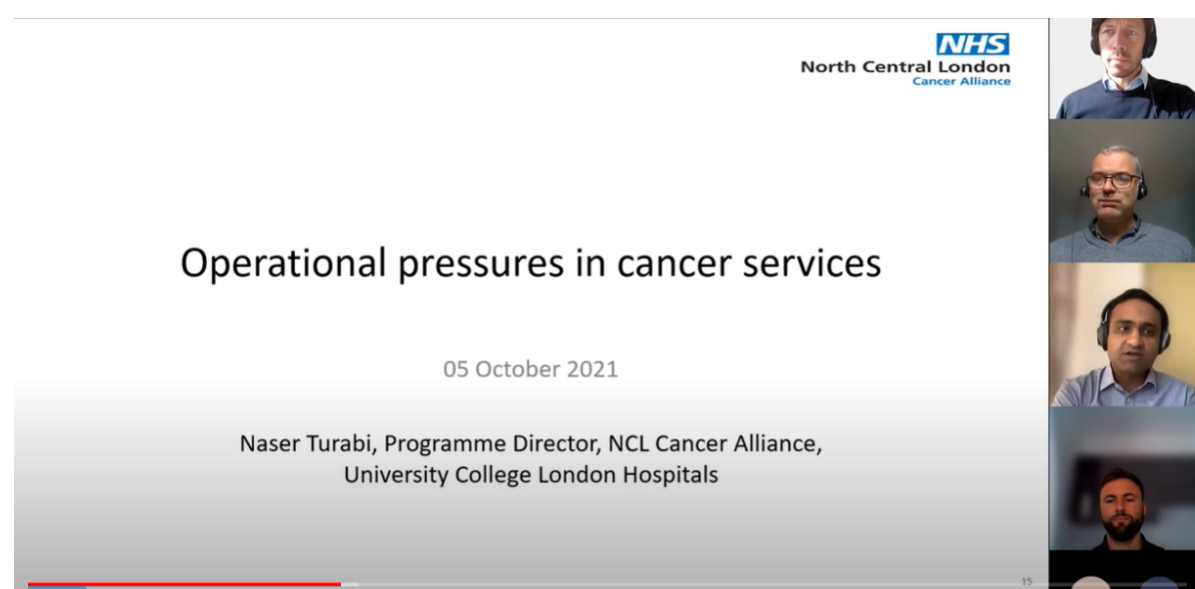 NHS
North Central London
Cancer Alliance
Operational pressures in cancer services
05 October 2021
Naser Turabi, Programme Director, NCL Cancer Alliance,
University College London Hospitals
15